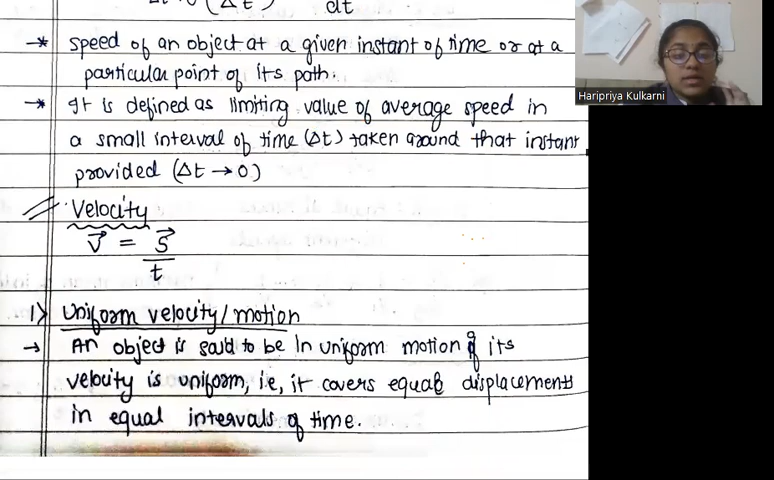 Δt→0 (Δt) dt
→* speed of an object at a given instant of time or at a
particular point of its path.
→* It is defined as limiting value of average speed in
a small interval of time (Δt) taken around that instant
provided (Δt → 0)
Velocity
v⃗ = s⃗
t
1) Uniform velocity/motion
→ An object is said to be In uniform motion if its
velocity is uniform, i.e, it covers equal displacements
in equal intervals of time.
Haripriya Kulkarni